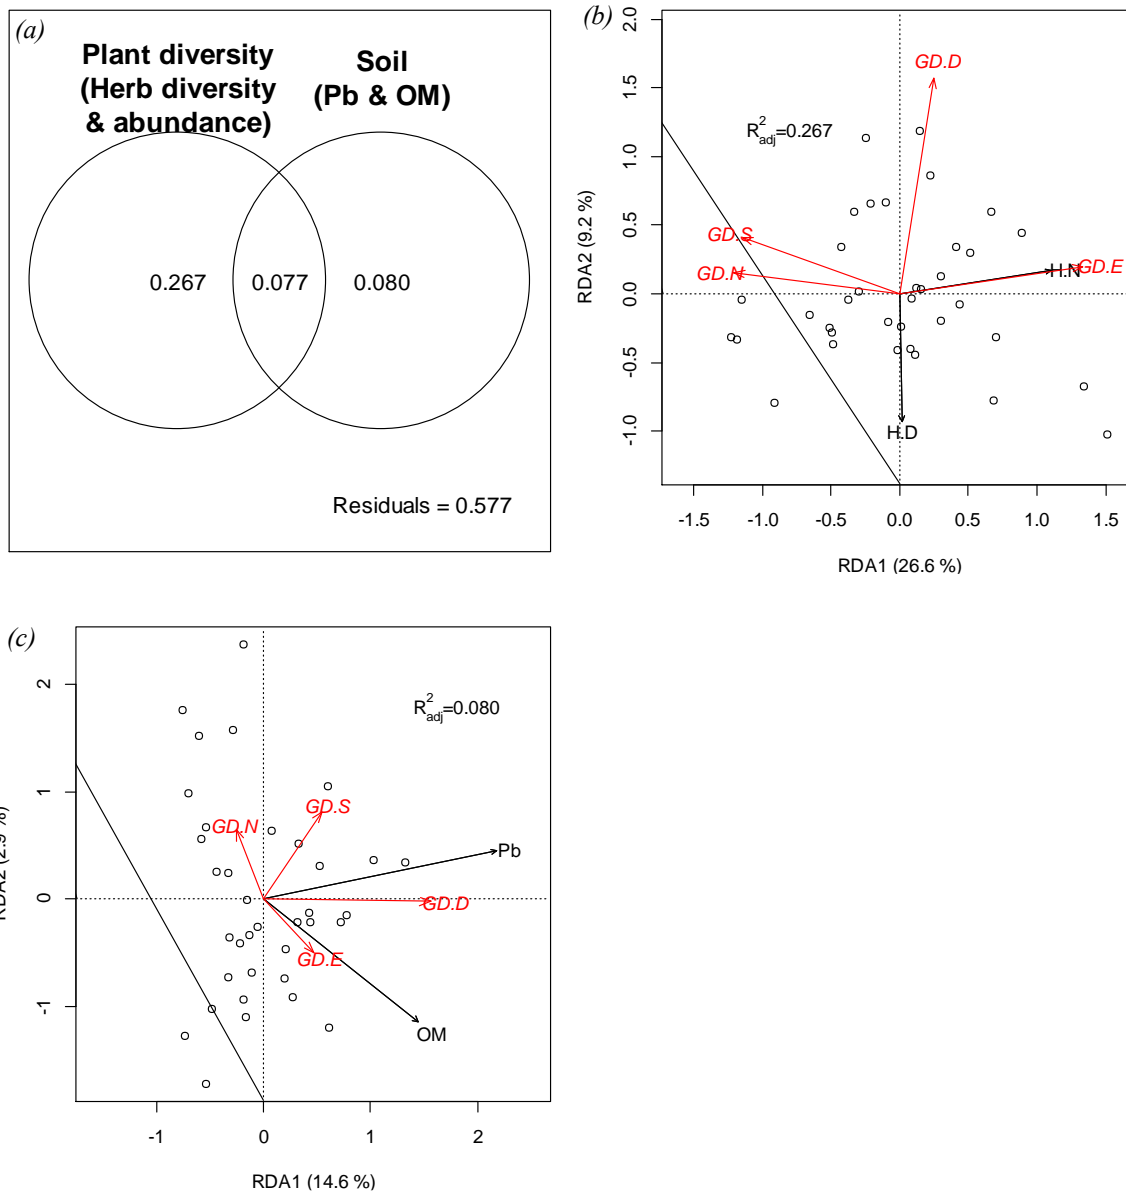 (a)
Plant diversity
(Herb diversity
& abundance)
Soil
(Pb & OM)
0.267
0.077
0.080
Residuals = 0.577
(b)
2.0
1.5
1.0
0.5
0.0
-0.5
-1.0
RDA2 (9.2 %)
GD.D
R²adj=0.267
GD.S
GD.N
H.N
GD.E
H.D
-1.5
-1.0
-0.5
0.0
0.5
1.0
1.5
RDA1 (26.6 %)
(c)
2
1
0
-1
RDA2 (2.9 %)
R²adj=0.080
GD.N
GD.S
Pb
GD.D
GD.E
OM
-1
0
1
2
RDA1 (14.6 %)